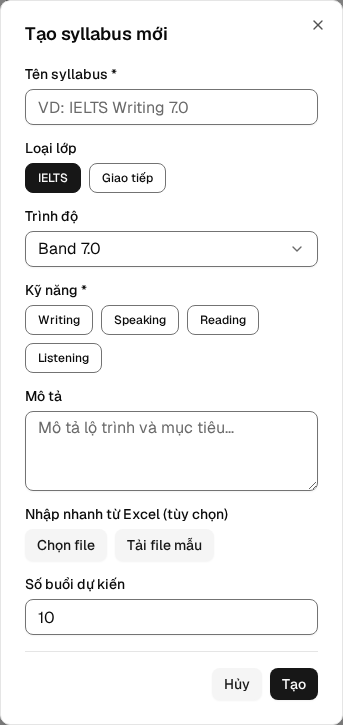 Tạo syllabus mới
Tên syllabus *
VD: IELTS Writing 7.0
Loại lớp
IELTS Giao tiếp
Trình độ
Band 7.0
Kỹ năng *
Writing Speaking Reading
Listening
Mô tả
Mô tả lộ trình và mục tiêu...
Nhập nhanh từ Excel (tùy chọn)
Chọn file Tải file mẫu
Số buổi dự kiến
10
Hủy Tạo